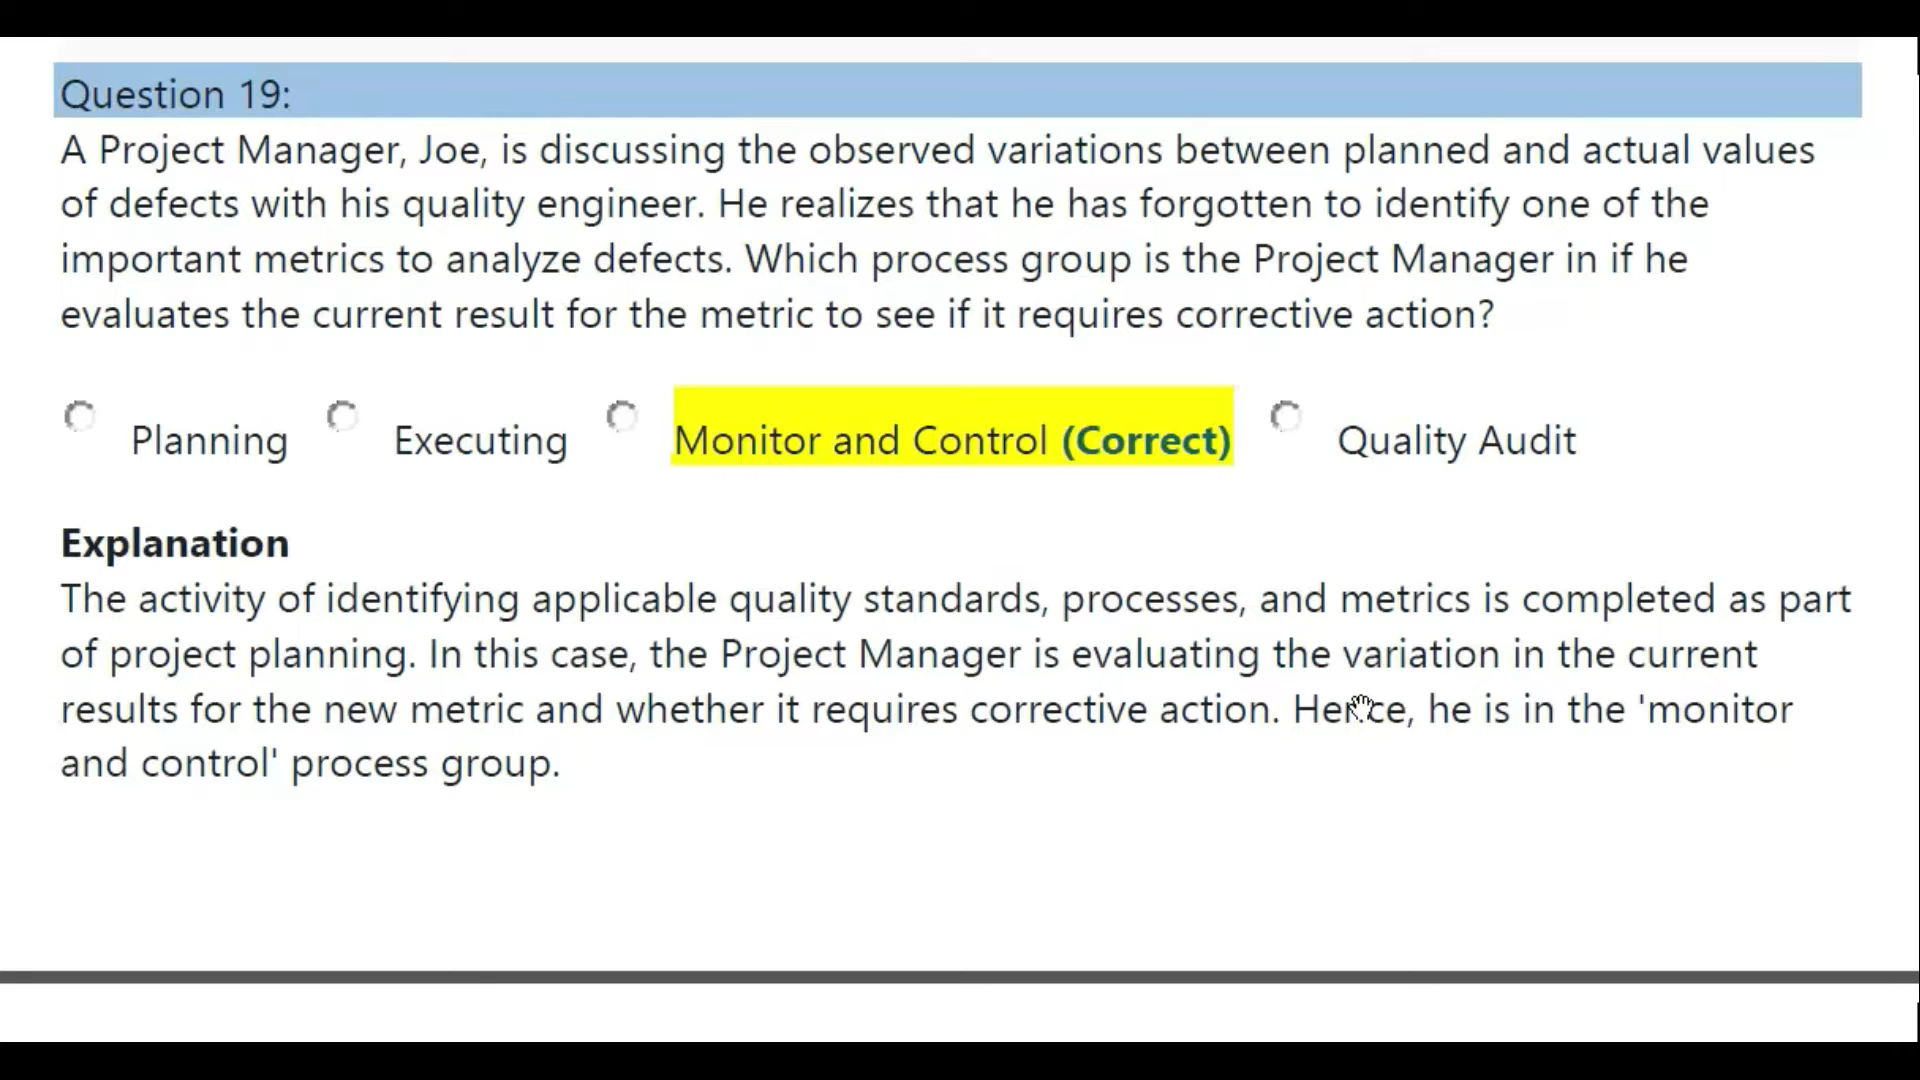 Question 19:
A Project Manager, Joe, is discussing the observed variations between planned and actual values
of defects with his quality engineer. He realizes that he has forgotten to identify one of the
important metrics to analyze defects. Which process group is the Project Manager in if he
evaluates the current result for the metric to see if it requires corrective action?
Planning Executing Monitor and Control (Correct) Quality Audit
Explanation
The activity of identifying applicable quality standards, processes, and metrics is completed as part
of project planning. In this case, the Project Manager is evaluating the variation in the current
results for the new metric and whether it requires corrective action. Hence, he is in the 'monitor
and control' process group.